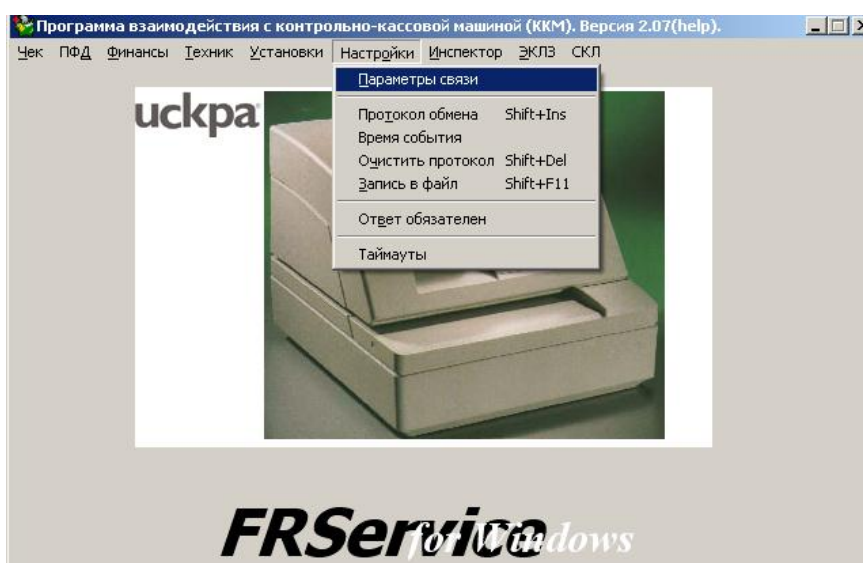 Программа взаимодействия с контрольно-кассовой машиной (ККМ). Версия 2.07(help).
Чек ПФД Финансы Техник Установки Настройки Инспектор ЭКЛЗ СКЛ
Параметры связи
Протокол обмена Shift+Ins
Время события
Очистить протокол Shift+Del
Запись в файл Shift+F11
Ответ обязателен
Таймауты
искра
FRService
for Windows